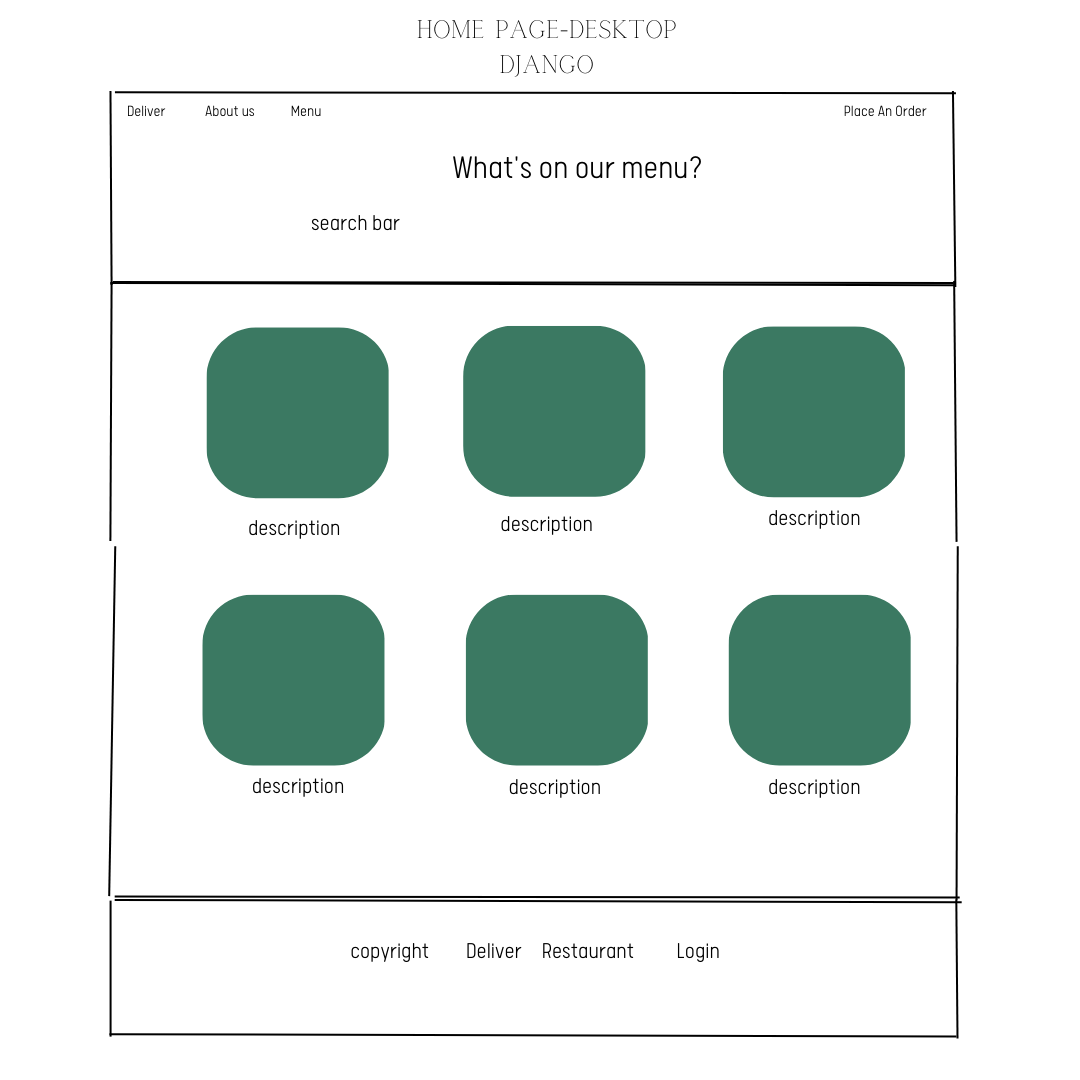 HOME PAGE-DESKTOP
DJANGO
Deliver About us Menu Place An Order
What's on our menu?
search bar
description description description
description description description
copyright Deliver Restaurant Login